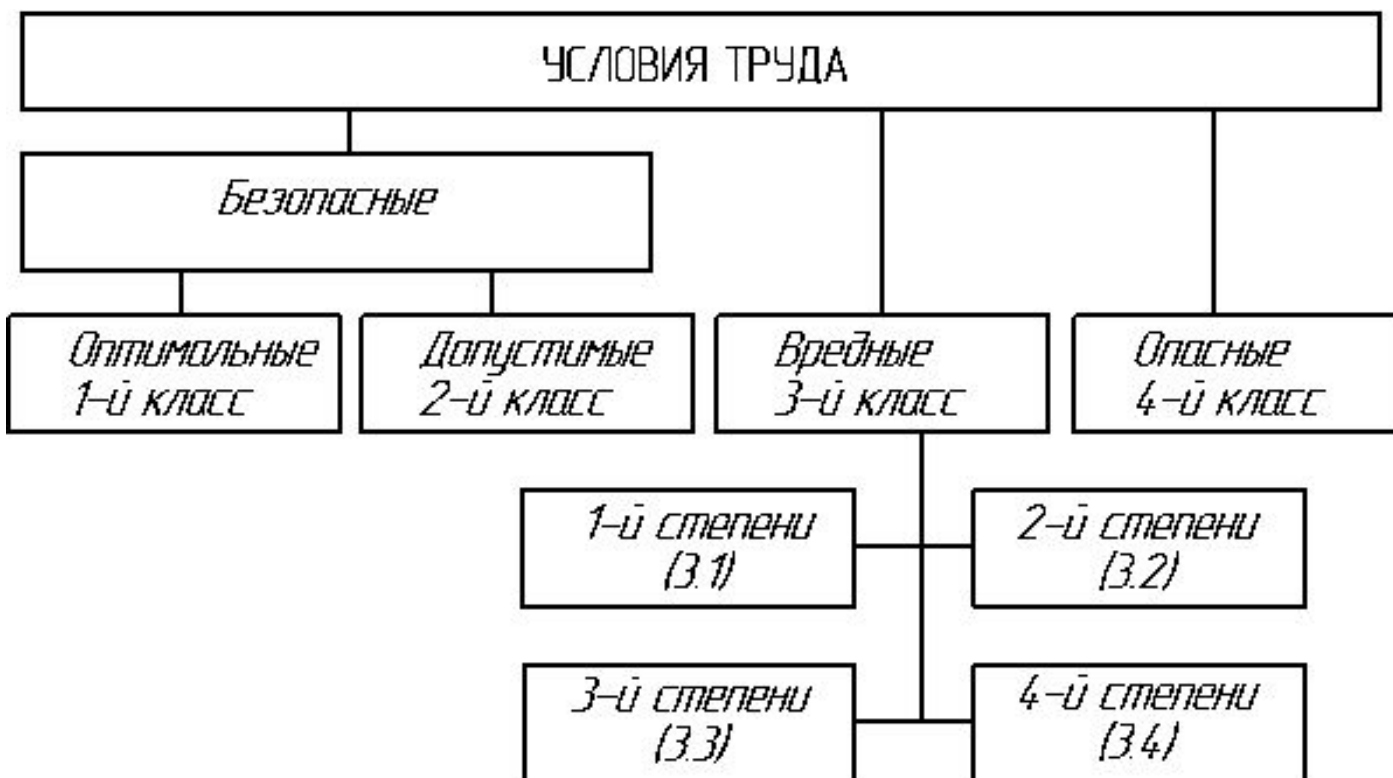 УСЛОВИЯ ТРУДА
Безопасные
Оптимальные
1-й класс
Допустимые
2-й класс
Вредные
3-й класс
Опасные
4-й класс
1-й степени
(3.1)
2-й степени
(3.2)
3-й степени
(3.3)
4-й степени
(3.4)